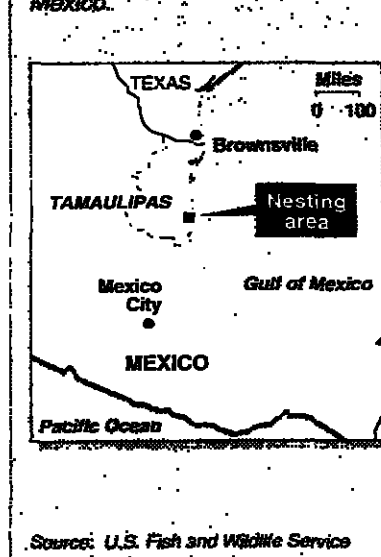 MEXICO.
TEXAS
Miles
0 100
Brownsville
TAMAULIPAS
Nesting
area
Mexico
City
Gulf of Mexico
MEXICO
Pacific Ocean
Source: U.S. Fish and Wildlife Service